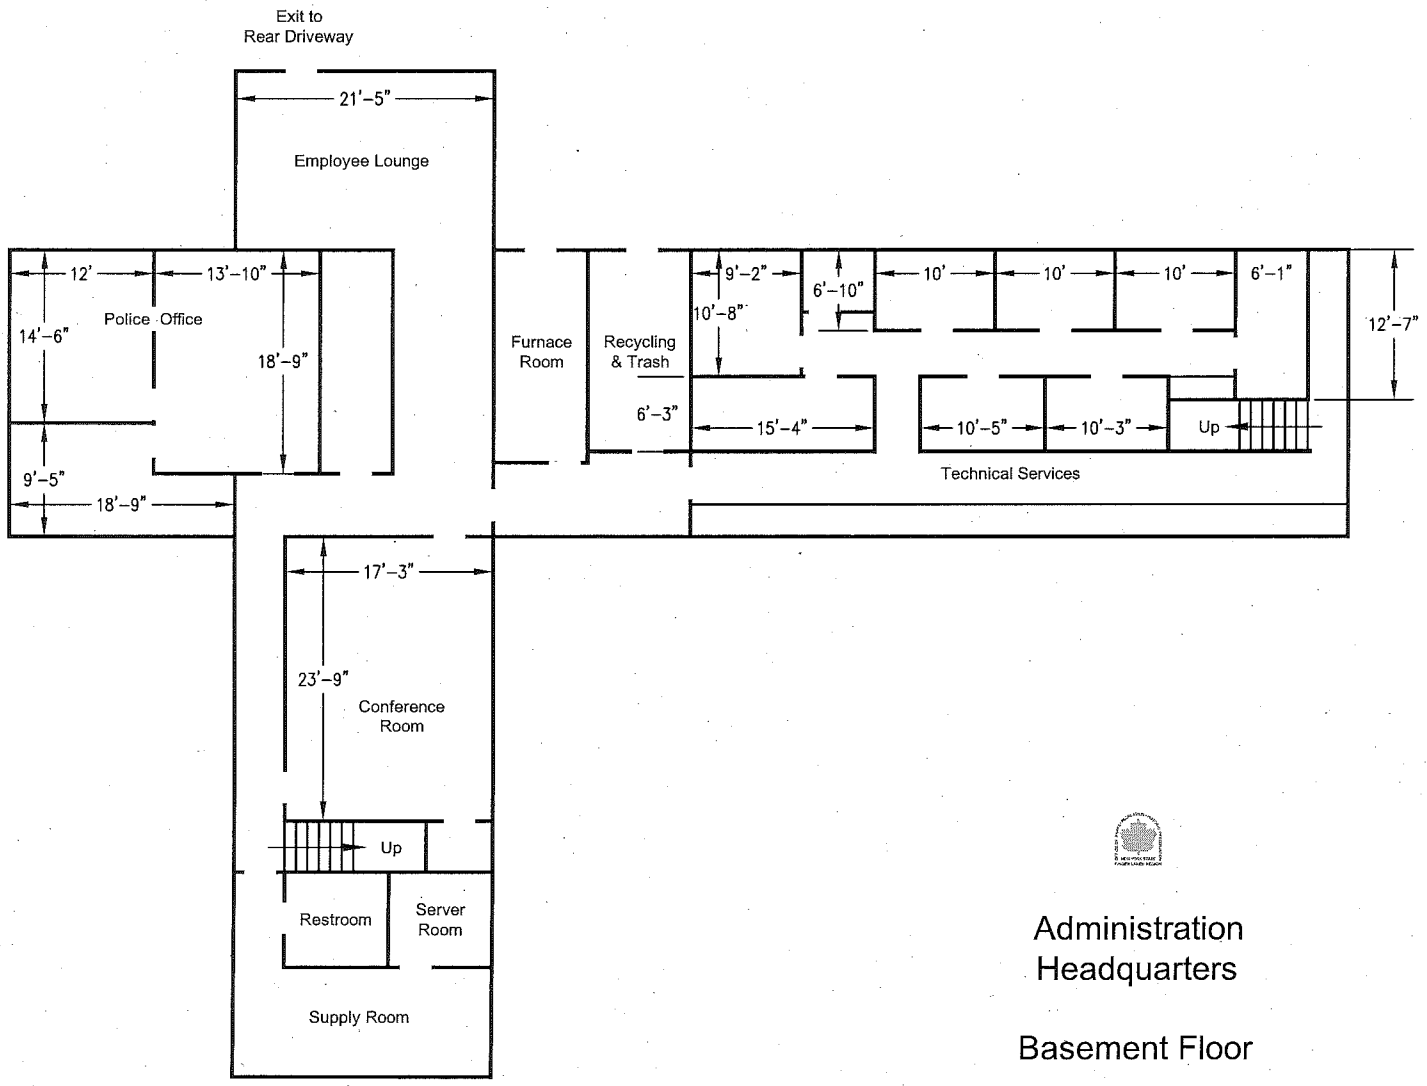 Exit to
Rear Driveway
21'-5"
Employee Lounge
12'
13'-10"
9'-2"
6'-10"
10'
10'
10'
6'-1"
14'-6"
Police Office
18'-9"
10'-8"
12'-7"
Furnace
Room
Recycling
& Trash
6'-3"
15'-4"
10'-5"
10'-3"
Up
9'-5"
18'-9"
Technical Services
17'-3"
23'-9"
Conference
Room
Up
Restroom
Server
Room
Supply Room
Administration
Headquarters
Basement Floor